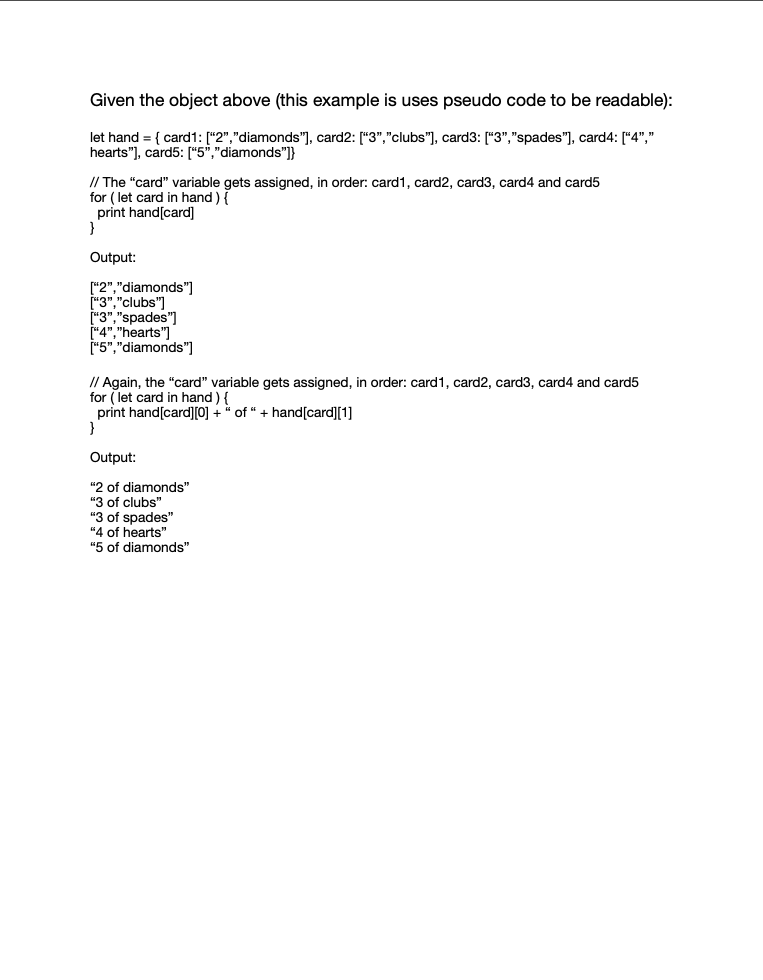 Given the object above (this example is uses pseudo code to be readable):
let hand = { card1: [“2”,”diamonds”], card2: [“3”,”clubs”], card3: [“3”,”spades”], card4: [“4”,”
hearts”], card5: [“5”,”diamonds”]}
// The “card” variable gets assigned, in order: card1, card2, card3, card4 and card5
for ( let card in hand ) {
print hand[card]
}
Output:
[“2”,”diamonds”]
[“3”,”clubs”]
[“3”,”spades”]
[“4”,”hearts”]
[“5”,”diamonds”]
// Again, the “card” variable gets assigned, in order: card1, card2, card3, card4 and card5
for ( let card in hand ) {
print hand[card][0] + “ of “ + hand[card][1]
}
Output:
“2 of diamonds”
“3 of clubs”
“3 of spades”
“4 of hearts”
“5 of diamonds”